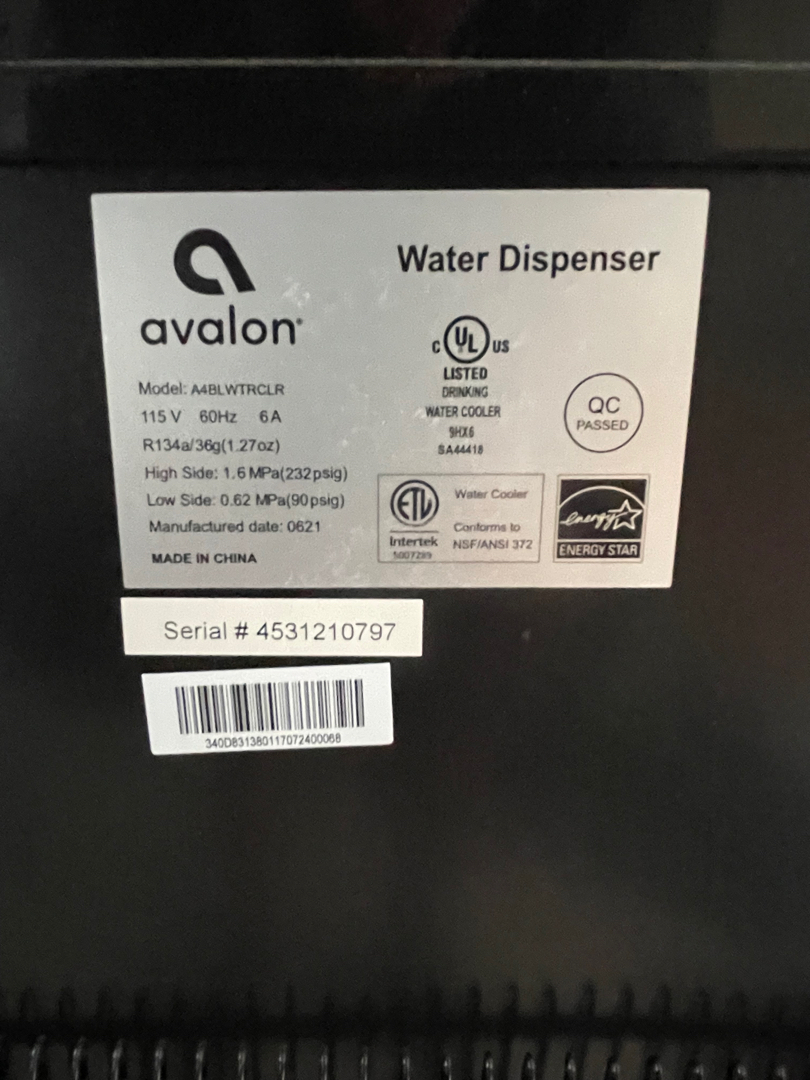 avalon
Water Dispenser
Model: A4BLWTRCLR
115 V 60Hz 6A
R134a/36g(1.27oz)
High Side: 1.6 MPa(232psig)
Low Side: 0.62 MPa(90psig)
Manufactured date: 0621
MADE IN CHINA
C UL US
LISTED
DRINKING
WATER COOLER
9HX6
SA44418
QC
PASSED
ETL
Intertek
5007299
Water Cooler
Conforms to
NSF/ANSI 372
energy
ENERGY STAR
Serial # 4531210797
340D831380117072400068